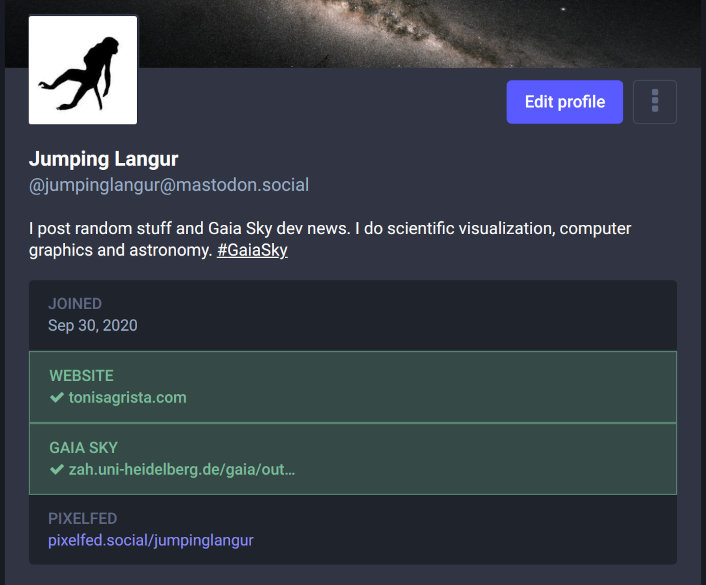 Edit profile
Jumping Langur
@jumpinglangur@mastodon.social
I post random stuff and Gaia Sky dev news. I do scientific visualization, computer
graphics and astronomy. #GaiaSky
JOINED
Sep 30, 2020
WEBSITE
✔ tonisagrista.com
GAIA SKY
✔ zah.uni-heidelberg.de/gaia/out…
PIXELFED
pixelfed.social/jumpinglangur